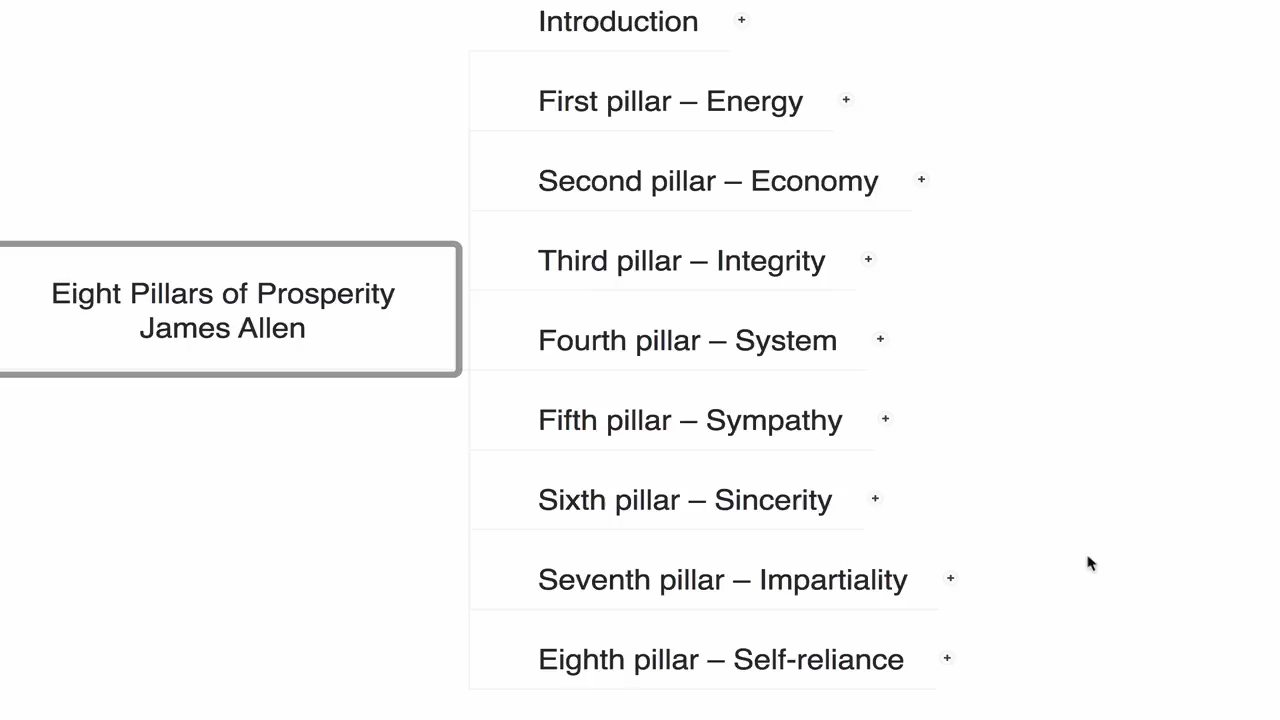 Introduction
First pillar – Energy
Second pillar – Economy
Third pillar – Integrity
Eight Pillars of Prosperity
James Allen
Fourth pillar – System
Fifth pillar – Sympathy
Sixth pillar – Sincerity
Seventh pillar – Impartiality
Eighth pillar – Self-reliance